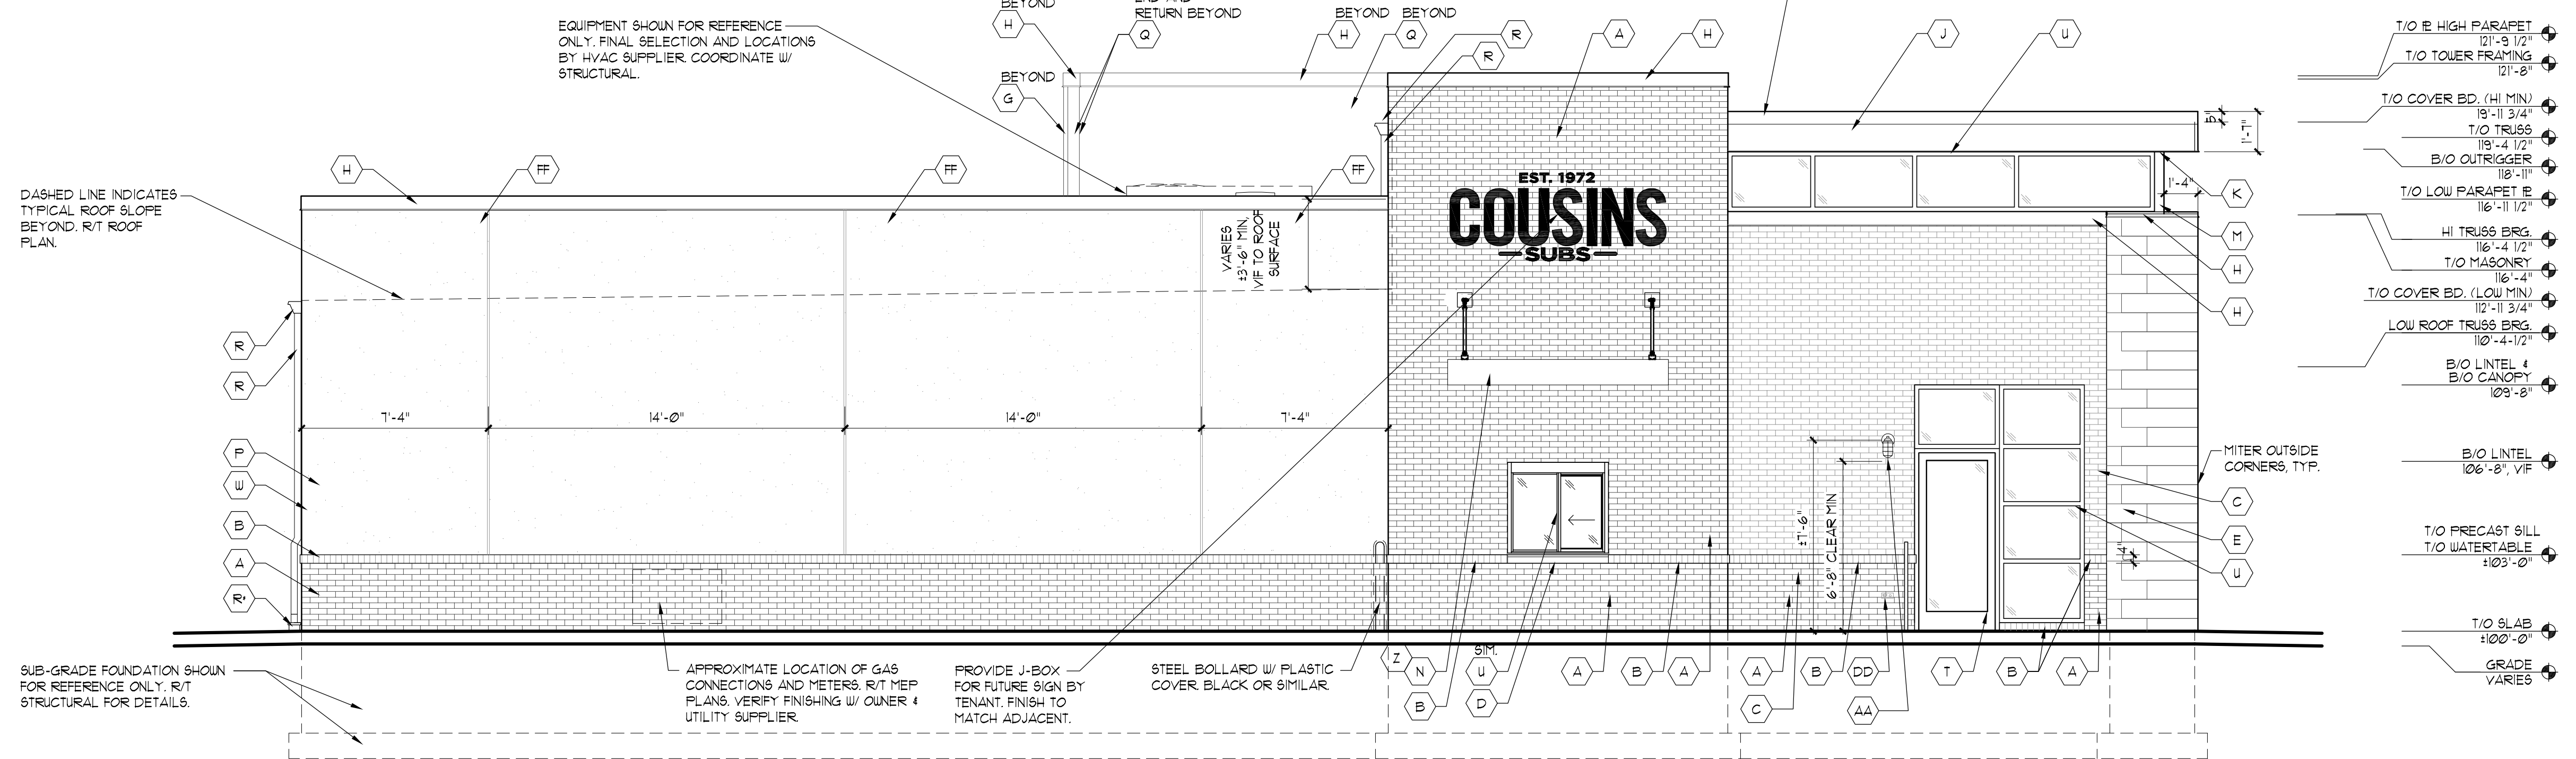 BEYOND
H
RETURN BEYOND
Q
BEYOND
H
BEYOND
Q
R
R
A
H
J
U
EQUIPMENT SHOWN FOR REFERENCE
ONLY. FINAL SELECTION AND LOCATIONS
BY HVAC SUPPLIER. COORDINATE W/
STRUCTURAL.
BEYOND
G
H
FF
FF
FF
DASHED LINE INDICATES
TYPICAL ROOF SLOPE
BEYOND. R/T ROOF
PLAN.
VARIES
±3'-6" MIN.
VIF TO ROOF
SURFACE
EST. 1972
COUSINS
SUBS
5"
1'-7"
1'-4"
K
M
H
H
R
R
P
W
B
A
R
7'-4"
14'-0"
14'-0"
7'-4"
±7'-6"
6'-8" CLEAR MIN
4"
MITER OUTSIDE
CORNERS, TYP.
C
E
U
T/O PL HIGH PARAPET
121'-9 1/2"
T/O TOWER FRAMING
121'-8"
T/O COVER BD. (HI MIN)
19'-11 3/4"
T/O TRUSS
119'-4 1/2"
B/O OUTRIGGER
118'-11"
T/O LOW PARAPET PL
116'-11 1/2"
HI TRUSS BRG.
116'-4 1/2"
T/O MASONRY
116'-4"
T/O COVER BD. (LOW MIN)
112'-11 3/4"
LOW ROOF TRUSS BRG.
110'-4-1/2"
B/O LINTEL &
B/O CANOPY
109'-8"
B/O LINTEL
106'-8", VIF
T/O PRECAST SILL
T/O WATERTABLE
±103'-0"
T/O SLAB
±100'-0"
GRADE
VARIES
SUB-GRADE FOUNDATION SHOWN
FOR REFERENCE ONLY. R/T
STRUCTURAL FOR DETAILS.
APPROXIMATE LOCATION OF GAS
CONNECTIONS AND METERS. R/T MEP
PLANS. VERIFY FINISHING W/ OWNER &
UTILITY SUPPLIER.
PROVIDE J-BOX
FOR FUTURE SIGN BY
TENANT. FINISH TO
MATCH ADJACENT.
STEEL BOLLARD W/ PLASTIC
COVER. BLACK OR SIMILAR.
Z
N
B
SIM.
U
D
A
B
A
A
C
B
DD
AA
T
B
A